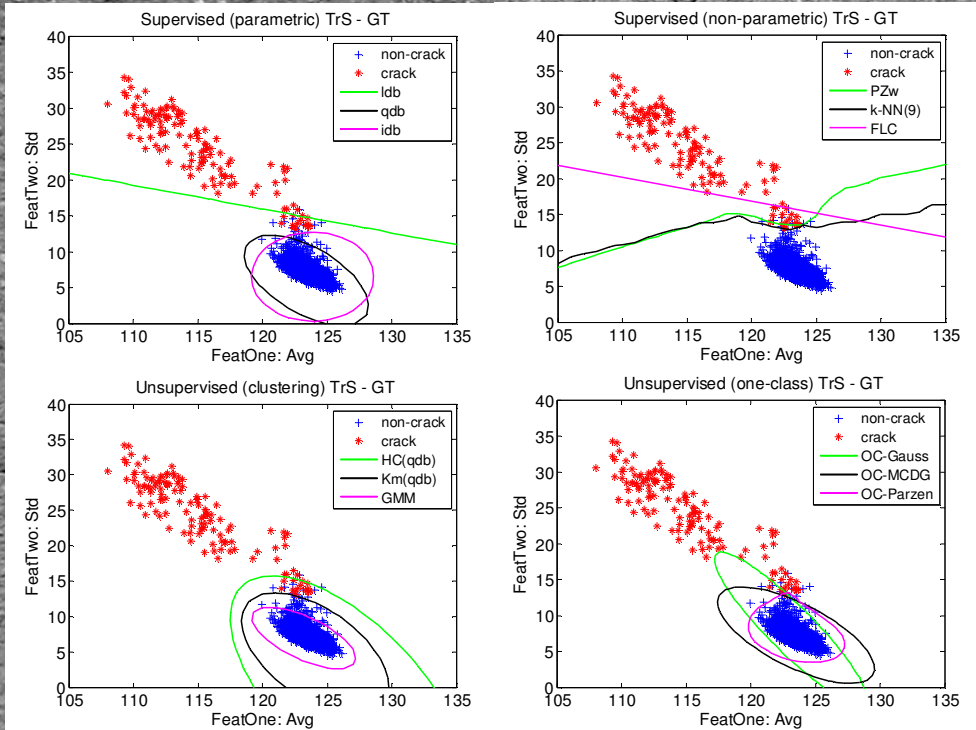 Supervised (parametric) TrS - GT
40
35
30
25
20
15
10
5
0
FeatTwo: Std
105 110 115 120 125 130 135
FeatOne: Avg
non-crack
crack
ldb
qdb
idb
Supervised (non-parametric) TrS - GT
40
35
30
25
20
15
10
5
0
FeatTwo: Std
105 110 115 120 125 130 135
FeatOne: Avg
non-crack
crack
PZw
k-NN(9)
FLC
Unsupervised (clustering) TrS - GT
40
35
30
25
20
15
10
5
0
FeatTwo: Std
105 110 115 120 125 130 135
FeatOne: Avg
non-crack
crack
HC(qdb)
Km(qdb)
GMM
Unsupervised (one-class) TrS - GT
40
35
30
25
20
15
10
5
0
FeatTwo: Std
105 110 115 120 125 130 135
FeatOne: Avg
non-crack
crack
OC-Gauss
OC-MCDG
OC-Parzen